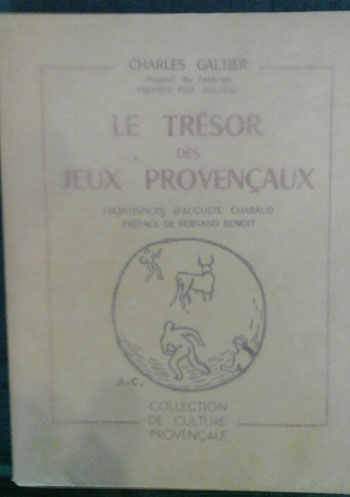 CHARLES GALTIER
Majoral du Félibrige
PREMIER PRIX MISTRAL
LE TRÉSOR
DES
JEUX PROVENÇAUX
FRONTISPICES D'AUGUSTE CHABAUD
PRÉFACE DE FERNAND BENOIT
A.C.
COLLECTION
DE CULTURE
PROVENÇALE